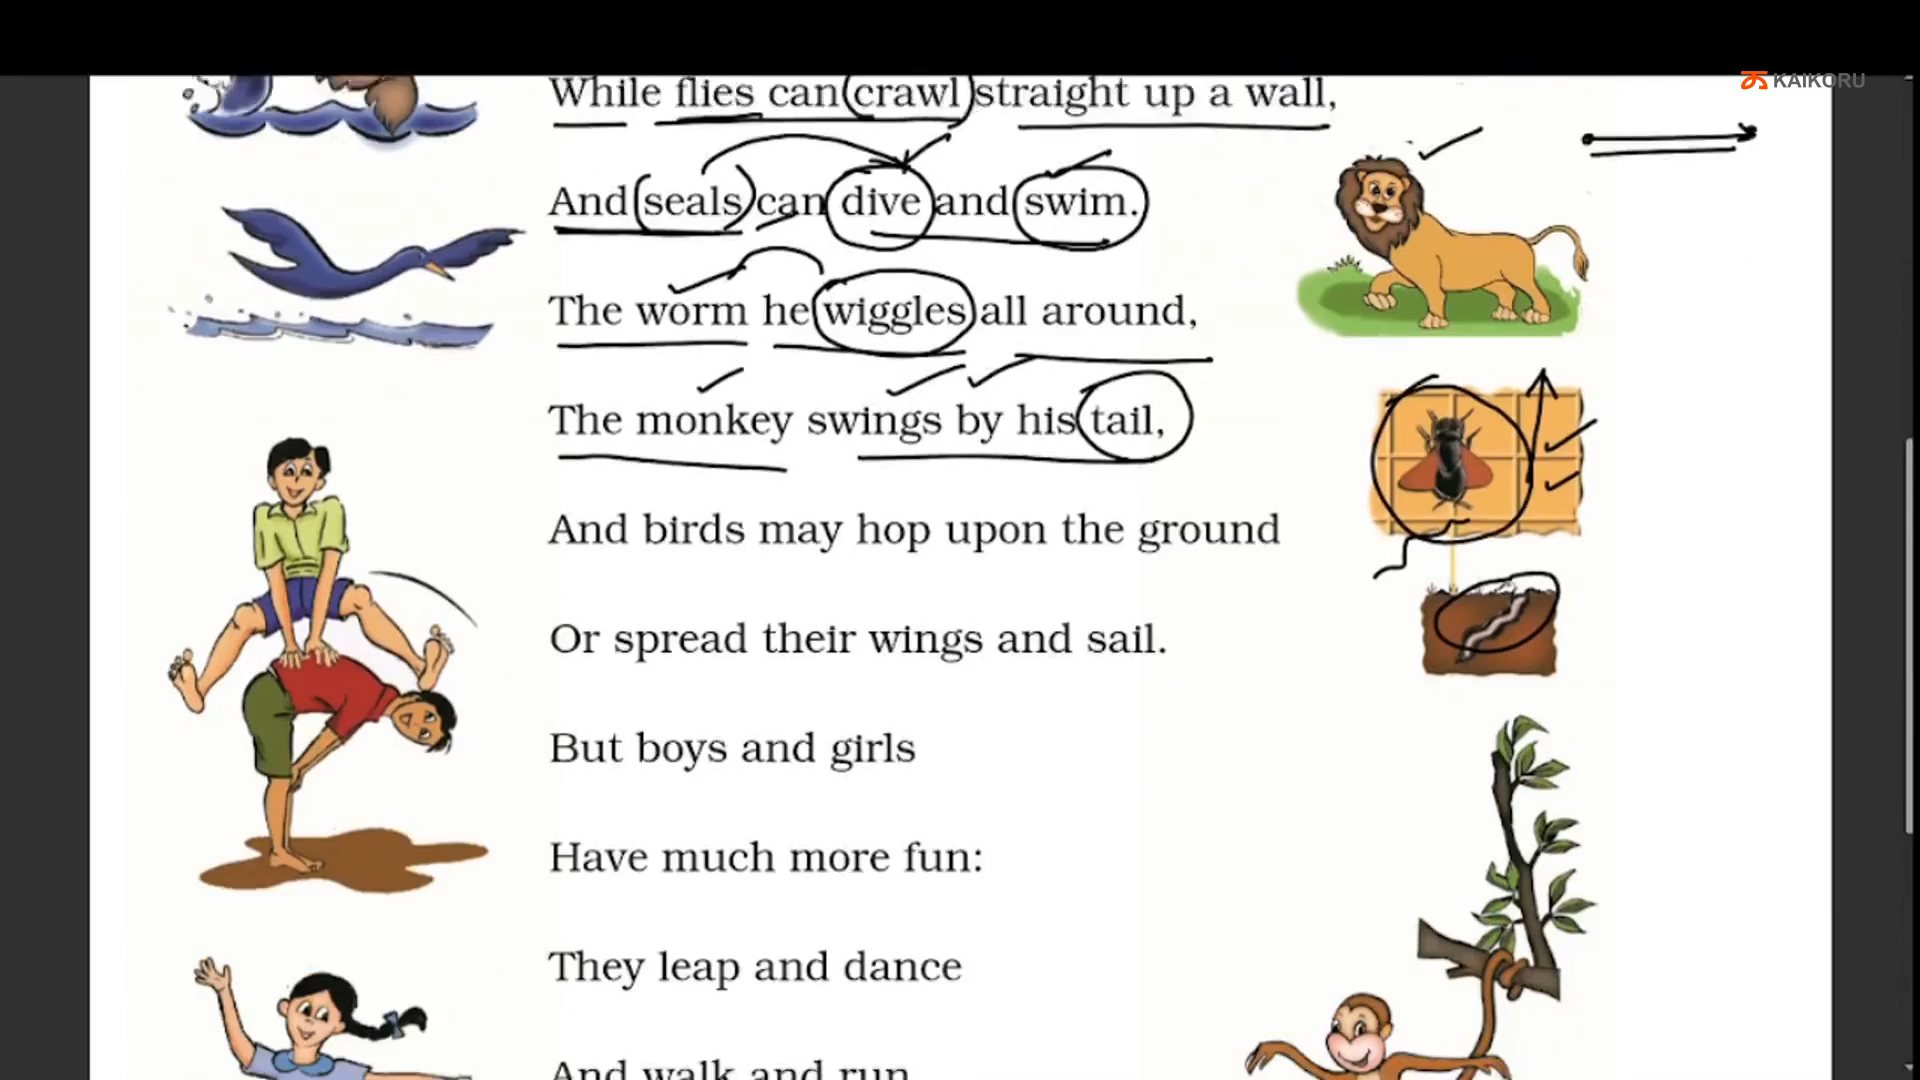 KAIKORU
While flies can crawl straight up a wall,
And seals can dive and swim.
The worm he wiggles all around,
The monkey swings by his tail,
And birds may hop upon the ground
Or spread their wings and sail.
But boys and girls
Have much more fun:
They leap and dance
And walk and run.